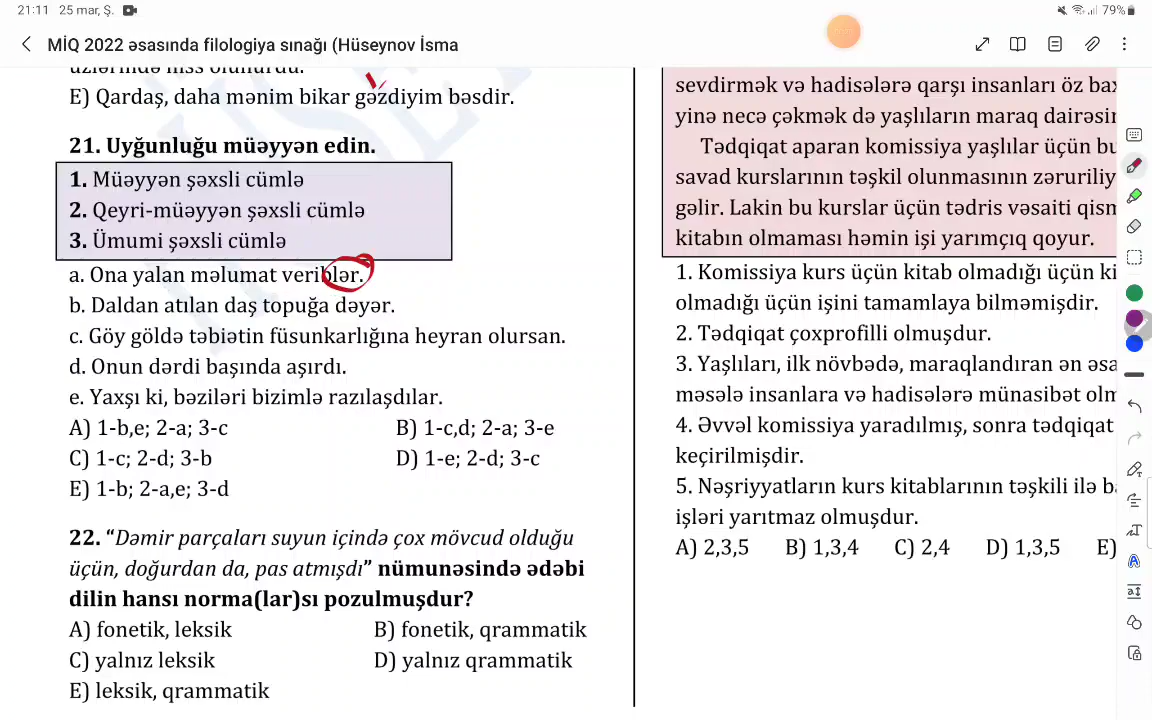 21:11 25 mar, Ş. 79%
MİQ 2022 əsasında filologiya sınağı (Hüseynov İsma
üzlərində hiss olunurdu.
E) Qardaş, daha mənim bikar gəzdiyim bəsdir.
21. Uyğunluğu müəyyən edin.
1. Müəyyən şəxsli cümlə
2. Qeyri-müəyyən şəxsli cümlə
3. Ümumi şəxsli cümlə
a. Ona yalan məlumat veriblər.
b. Daldan atılan daş topuğa dəyər.
c. Göy göldə təbiətin füsunkarlığına heyran olursan.
d. Onun dərdi başında aşırdı.
e. Yaxşı ki, bəziləri bizimlə razılaşdılar.
A) 1-b,e; 2-a; 3-c B) 1-c,d; 2-a; 3-e
C) 1-c; 2-d; 3-b D) 1-e; 2-d; 3-c
E) 1-b; 2-a,e; 3-d
22. “Dəmir parçaları suyun içində çox mövcud olduğu
üçün, doğurdan da, pas atmışdı” nümunəsində ədəbi
dilin hansı norma(lar)sı pozulmuşdur?
A) fonetik, leksik B) fonetik, qrammatik
C) yalnız leksik D) yalnız qrammatik
E) leksik, qrammatik
sevdirmək və hadisələrə qarşı insanları öz bax
yinə necə çəkmək də yaşlıların maraq dairəsin
Tədqiqat aparan komissiya yaşlılar üçün bu
savad kurslarının təşkil olunmasının zəruriliy
gəlir. Lakin bu kurslar üçün tədris vəsaiti qism
kitabın olmaması həmin işi yarımçıq qoyur.
1. Komissiya kurs üçün kitab olmadığı üçün ki
olmadığı üçün işini tamamlaya bilməmişdir.
2. Tədqiqat çoxprofilli olmuşdur.
3. Yaşlıları, ilk növbədə, maraqlandıran ən əsa
məsələ insanlara və hadisələrə münasibət olm
4. Əvvəl komissiya yaradılmış, sonra tədqiqat
keçirilmişdir.
5. Nəşriyyatların kurs kitablarının təşkili ilə ba
işləri yarıtmaz olmuşdur.
A) 2,3,5 B) 1,3,4 C) 2,4 D) 1,3,5 E)